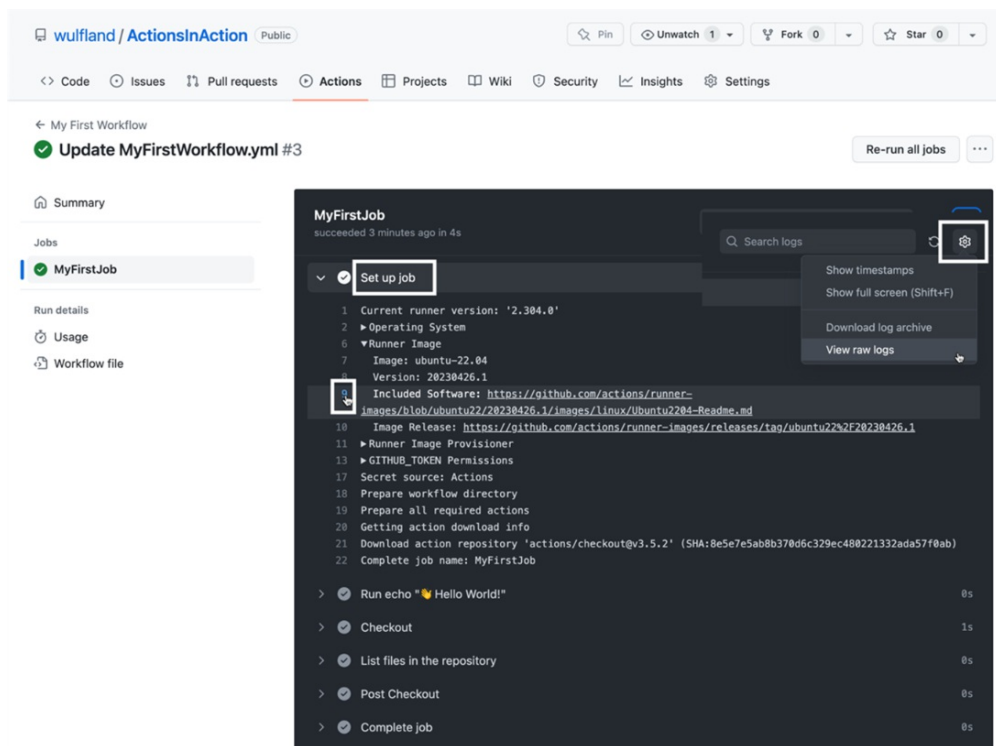 wulfland / ActionsInAction Public
Pin Unwatch 1 Fork 0 Star 0
Code Issues Pull requests Actions Projects Wiki Security Insights Settings
← My First Workflow
Update MyFirstWorkflow.yml #3
Re-run all jobs
Summary
Jobs
MyFirstJob
Run details
Usage
Workflow file
MyFirstJob
succeeded 3 minutes ago in 4s
Search logs
Show timestamps
Show full screen (Shift+F)
Download log archive
View raw logs
Set up job
1 Current runner version: '2.304.0'
2 ▶Operating System
6 ▼Runner Image
7 Image: ubuntu-22.04
8 Version: 20230426.1
9 Included Software: https://github.com/actions/runner-
images/blob/ubuntu22/20230426.1/images/linux/Ubuntu2204-Readme.md
10 Image Release: https://github.com/actions/runner-images/releases/tag/ubuntu22%2F20230426.1
11 ▶Runner Image Provisioner
13 ▶GITHUB_TOKEN Permissions
17 Secret source: Actions
18 Prepare workflow directory
19 Prepare all required actions
20 Getting action download info
21 Download action repository 'actions/checkout@v3.5.2' (SHA:8e5e7e5ab8b370d6c329ec480221332ada57f0ab)
22 Complete job name: MyFirstJob
Run echo "👋 Hello World!" 0s
Checkout 1s
List files in the repository 0s
Post Checkout 0s
Complete job 0s